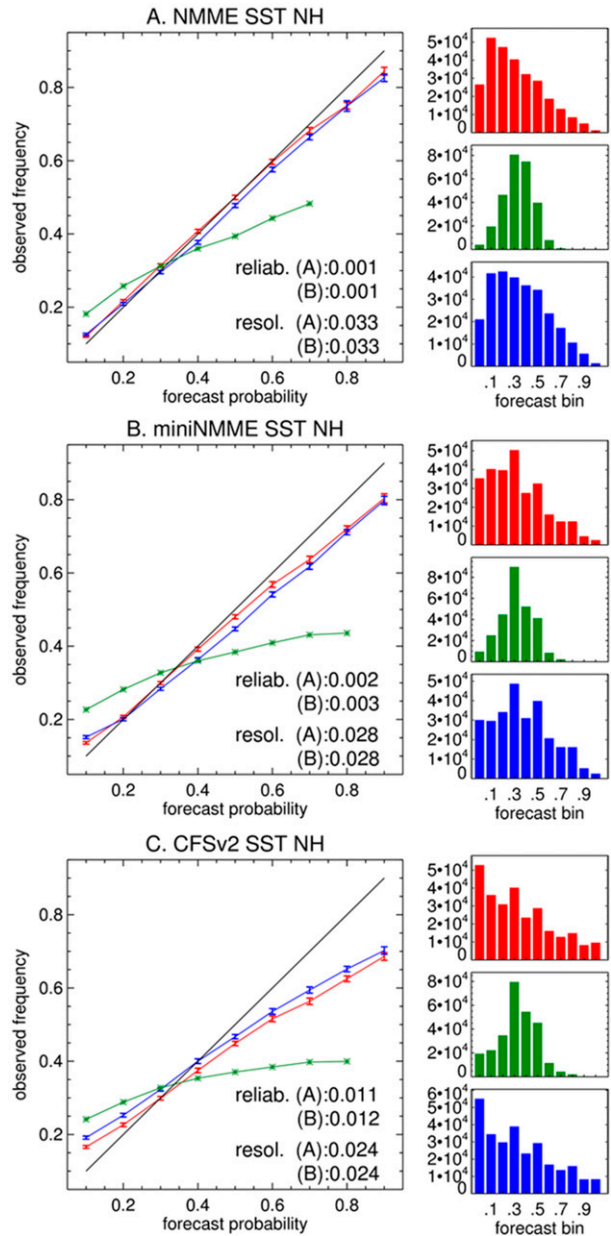 A. NMME SST NH
observed frequency
0.8
0.6
0.4
0.2
reliab. (A):0.001
(B):0.001
resol. (A):0.033
(B):0.033
0.2 0.4 0.6 0.8
forecast probability
5•10⁴
4•10⁴
3•10⁴
2•10⁴
1•10⁴
0
8•10⁴
6•10⁴
4•10⁴
2•10⁴
0
4•10⁴
2•10⁴
0
.1 .3 .5 .7 .9
forecast bin
B. miniNMME SST NH
observed frequency
0.8
0.6
0.4
0.2
reliab. (A):0.002
(B):0.003
resol. (A):0.028
(B):0.028
0.2 0.4 0.6 0.8
forecast probability
5•10⁴
4•10⁴
3•10⁴
2•10⁴
1•10⁴
0
8•10⁴
6•10⁴
4•10⁴
2•10⁴
0
5•10⁴
4•10⁴
3•10⁴
2•10⁴
1•10⁴
0
.1 .3 .5 .7 .9
forecast bin
C. CFSv2 SST NH
observed frequency
0.8
0.6
0.4
0.2
reliab. (A):0.011
(B):0.012
resol. (A):0.024
(B):0.024
0.2 0.4 0.6 0.8
forecast probability
5•10⁴
4•10⁴
3•10⁴
2•10⁴
1•10⁴
0
8•10⁴
6•10⁴
4•10⁴
2•10⁴
0
5•10⁴
4•10⁴
3•10⁴
2•10⁴
1•10⁴
0
.1 .3 .5 .7 .9
forecast bin